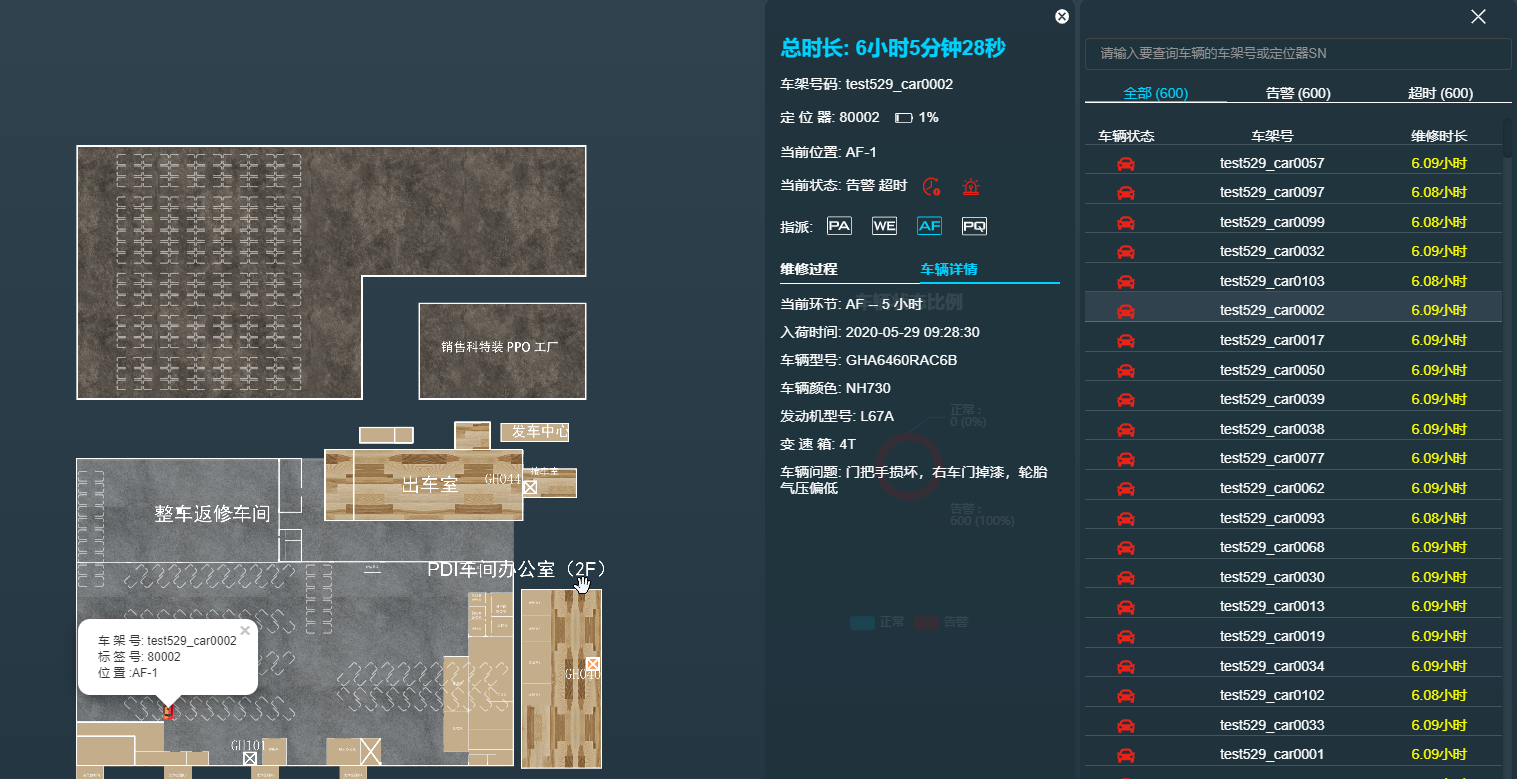 总时长: 6小时5分钟28秒
车架号码: test529_car0002
定 位 器: 80002 1%
当前位置: AF-1
当前状态: 告警 超时
指派: PA WE AF PQ
维修过程 车辆详情
当前环节: AF -- 5 小时
入荷时间: 2020-05-29 09:28:30
车辆型号: GHA6460RAC6B
车辆颜色: NH730
发动机型号: L67A
变 速 箱: 4T
车辆问题: 门把手损坏，右车门掉漆，轮胎
气压偏低
正常 :
0 (0%)
告警 :
600 (100%)
正常 告警
请输入要查询车辆的车架号或定位器SN
全部 (600) 告警 (600) 超时 (600)
车辆状态 车架号 维修时长
test529_car0057 6.09小时
test529_car0097 6.08小时
test529_car0099 6.08小时
test529_car0032 6.09小时
test529_car0103 6.08小时
test529_car0002 6.09小时
test529_car0017 6.09小时
test529_car0050 6.09小时
test529_car0039 6.09小时
test529_car0038 6.09小时
test529_car0077 6.09小时
test529_car0062 6.09小时
test529_car0093 6.08小时
test529_car0068 6.09小时
test529_car0030 6.09小时
test529_car0013 6.09小时
test529_car0019 6.09小时
test529_car0034 6.09小时
test529_car0102 6.08小时
test529_car0033 6.09小时
test529_car0001 6.09小时
销售科特装 PPO 工厂
发车中心
出车室
GH044
整车返修车间
PDI车间办公室（2F）
GH040
车 架 号: test529_car0002
标 签 号: 80002
位 置 :AF-1
GH101